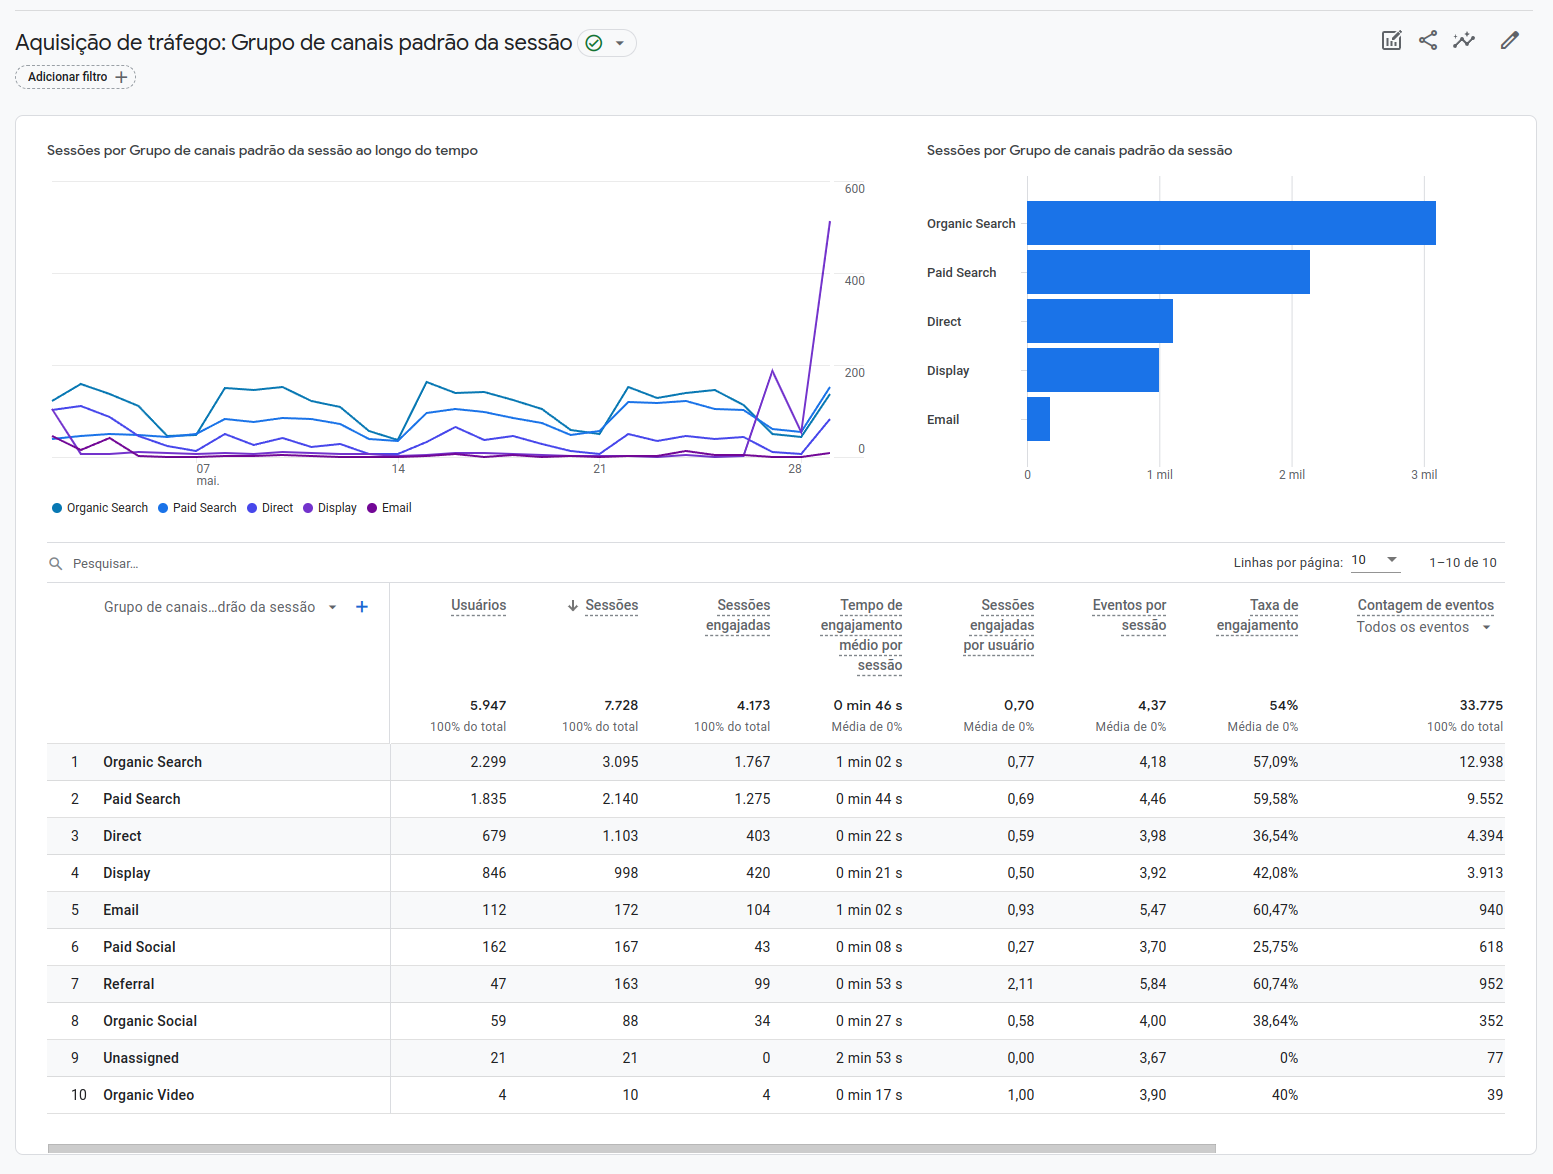 Aquisição de tráfego: Grupo de canais padrão da sessão
Adicionar filtro
Sessões por Grupo de canais padrão da sessão ao longo do tempo
600
400
200
0
07
mai.
14
21
28
Organic Search
Paid Search
Direct
Display
Email
Sessões por Grupo de canais padrão da sessão
Organic Search
Paid Search
Direct
Display
Email
0
1 mil
2 mil
3 mil
Pesquisar...
Linhas por página: 10
1–10 de 10
Grupo de canais...drão da sessão
Usuários
Sessões
Sessões
engajadas
Tempo de
engajamento
médio por
sessão
Sessões
engajadas
por usuário
Eventos por
sessão
Taxa de
engajamento
Contagem de eventos
Todos os eventos
5.947 7.728 4.173 0 min 46 s 0,70 4,37 54% 33.775
100% do total 100% do total 100% do total Média de 0% Média de 0% Média de 0% Média de 0% 100% do total
1 Organic Search 2.299 3.095 1.767 1 min 02 s 0,77 4,18 57,09% 12.938
2 Paid Search 1.835 2.140 1.275 0 min 44 s 0,69 4,46 59,58% 9.552
3 Direct 679 1.103 403 0 min 22 s 0,59 3,98 36,54% 4.394
4 Display 846 998 420 0 min 21 s 0,50 3,92 42,08% 3.913
5 Email 112 172 104 1 min 02 s 0,93 5,47 60,47% 940
6 Paid Social 162 167 43 0 min 08 s 0,27 3,70 25,75% 618
7 Referral 47 163 99 0 min 53 s 2,11 5,84 60,74% 952
8 Organic Social 59 88 34 0 min 27 s 0,58 4,00 38,64% 352
9 Unassigned 21 21 0 2 min 53 s 0,00 3,67 0% 77
10 Organic Video 4 10 4 0 min 17 s 1,00 3,90 40% 39